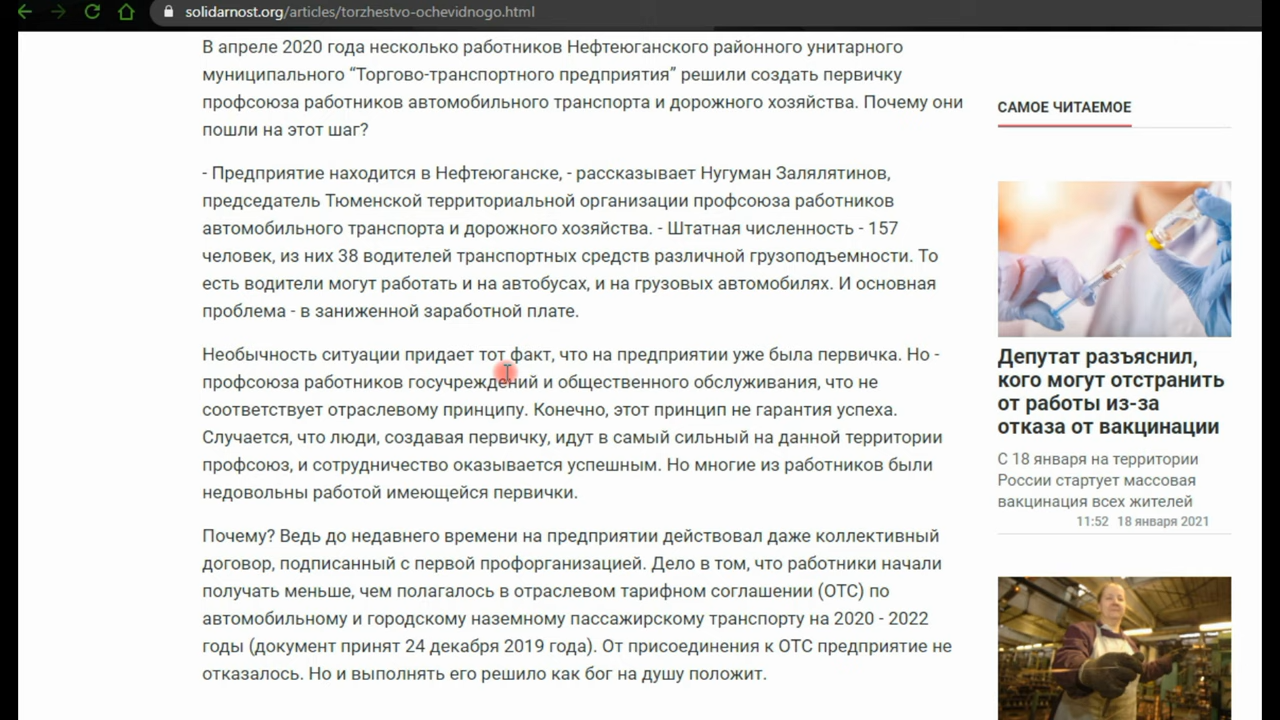 solidarnost.org/articles/torzhestvo-ochevidnogo.html
В апреле 2020 года несколько работников Нефтеюганского районного унитарного
муниципального “Торгово-транспортного предприятия” решили создать первичку
профсоюза работников автомобильного транспорта и дорожного хозяйства. Почему они
пошли на этот шаг?
- Предприятие находится в Нефтеюганске, - рассказывает Нугуман Залялятинов,
председатель Тюменской территориальной организации профсоюза работников
автомобильного транспорта и дорожного хозяйства. - Штатная численность - 157
человек, из них 38 водителей транспортных средств различной грузоподъемности. То
есть водители могут работать и на автобусах, и на грузовых автомобилях. И основная
проблема - в заниженной заработной плате.
Необычность ситуации придает тот факт, что на предприятии уже была первичка. Но -
профсоюза работников госучреждений и общественного обслуживания, что не
соответствует отраслевому принципу. Конечно, этот принцип не гарантия успеха.
Случается, что люди, создавая первичку, идут в самый сильный на данной территории
профсоюз, и сотрудничество оказывается успешным. Но многие из работников были
недовольны работой имеющейся первички.
Почему? Ведь до недавнего времени на предприятии действовал даже коллективный
договор, подписанный с первой профорганизацией. Дело в том, что работники начали
получать меньше, чем полагалось в отраслевом тарифном соглашении (ОТС) по
автомобильному и городскому наземному пассажирскому транспорту на 2020 - 2022
годы (документ принят 24 декабря 2019 года). От присоединения к ОТС предприятие не
отказалось. Но и выполнять его решило как бог на душу положит.
САМОЕ ЧИТАЕМОЕ
Депутат разъяснил,
кого могут отстранить
от работы из-за
отказа от вакцинации
С 18 января на территории
России стартует массовая
вакцинация всех жителей
11:52 18 января 2021